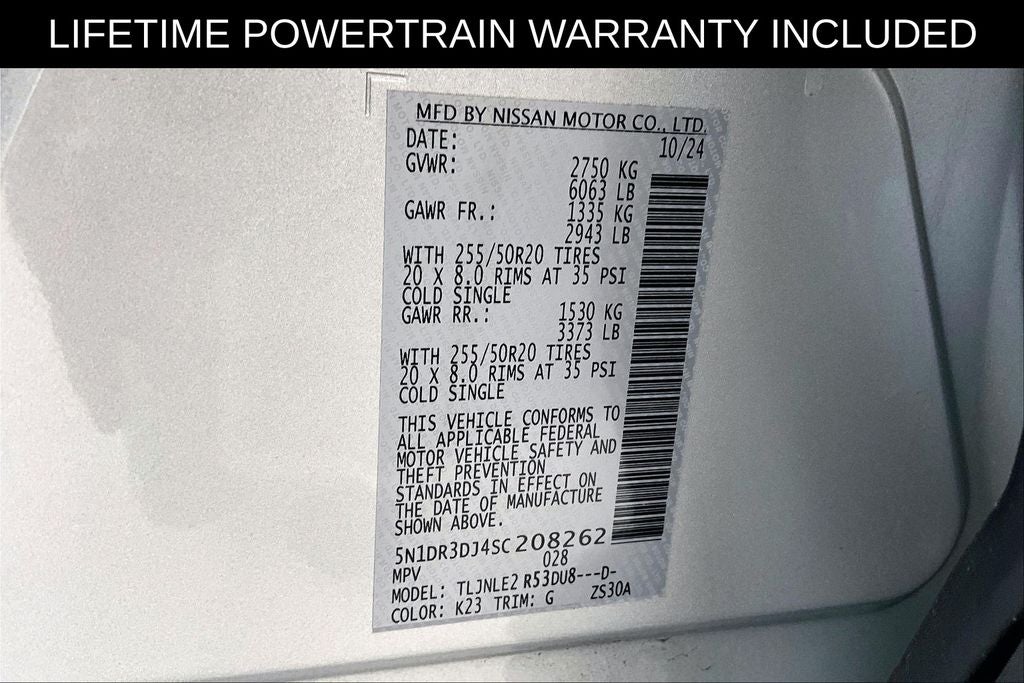 LIFETIME POWERTRAIN WARRANTY INCLUDED
MFD BY NISSAN MOTOR CO., LTD.
DATE: 10/24
GVWR: 2750 KG
6063 LB
GAWR FR.: 1335 KG
2943 LB
WITH 255/50R20 TIRES
20 X 8.0 RIMS AT 35 PSI
COLD SINGLE
GAWR RR.: 1530 KG
3373 LB
WITH 255/50R20 TIRES
20 X 8.0 RIMS AT 35 PSI
COLD SINGLE
THIS VEHICLE CONFORMS TO
ALL APPLICABLE FEDERAL
MOTOR VEHICLE SAFETY AND
THEFT PREVENTION
STANDARDS IN EFFECT ON
THE DATE OF MANUFACTURE
SHOWN ABOVE.
5N1DR3DJ4SC208262
028
MPV
MODEL: TLJNLE2 R53DU8---D-
ZS30A
COLOR: K23 TRIM: G